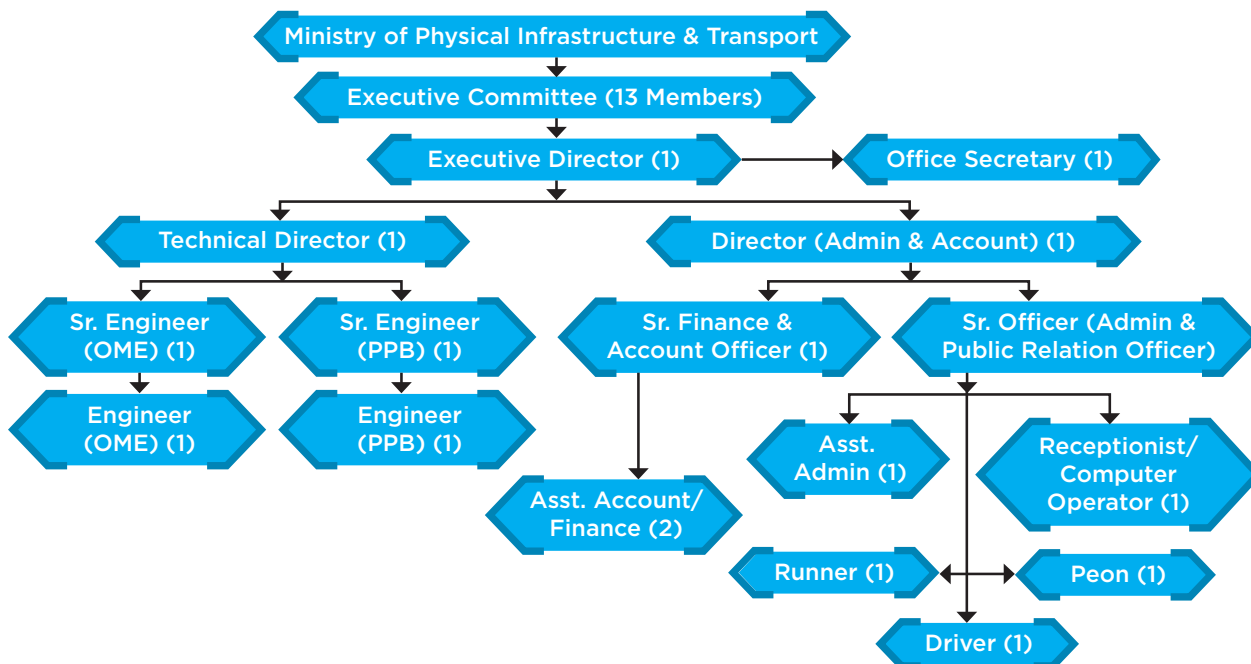 Ministry of Physical Infrastructure & Transport
Executive Committee (13 Members)
Executive Director (1)
Office Secretary (1)
Technical Director (1)
Director (Admin & Account) (1)
Sr. Engineer
(OME) (1)
Sr. Engineer
(PPB) (1)
Sr. Finance &
Account Officer (1)
Sr. Officer (Admin &
Public Relation Officer)
Engineer
(OME) (1)
Engineer
(PPB) (1)
Asst.
Admin (1)
Receptionist/
Computer
Operator (1)
Asst. Account/
Finance (2)
Runner (1)
Peon (1)
Driver (1)